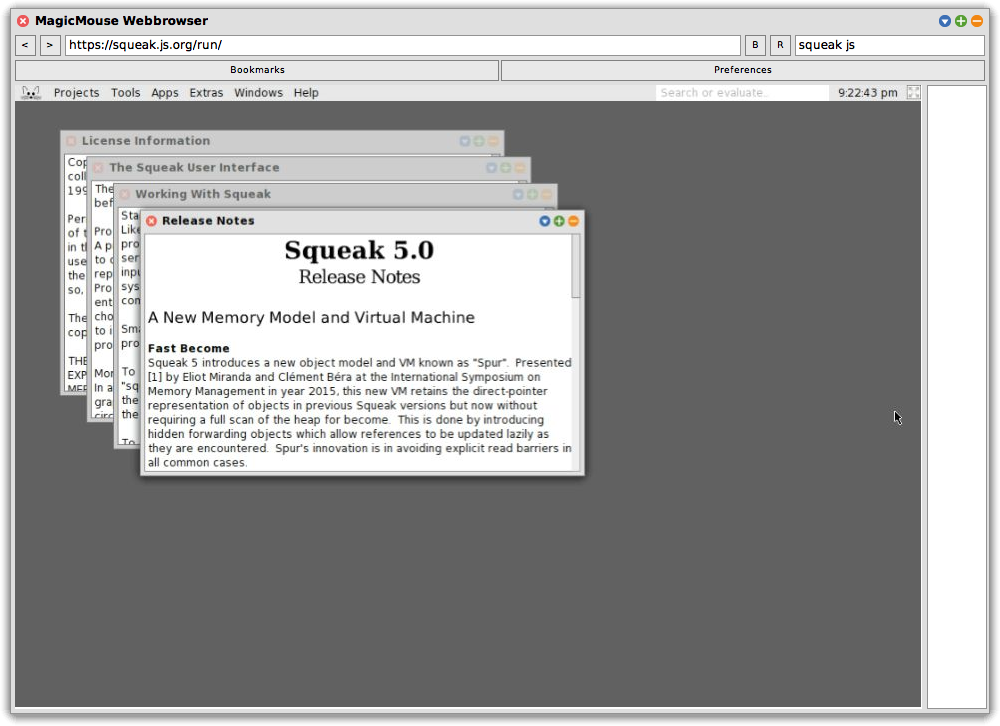 MagicMouse Webbrowser
< > https://squeak.js.org/run/ B R squeak js
Bookmarks Preferences
Projects Tools Apps Extras Windows Help Search or evaluate.. 9:22:43 pm
License Information
Cop
coll
199
Per
of t
in th
use
the
so,
The
cop
THE
EXP
MER
The Squeak User Interface
The
bef
Pro
A p
to c
rep
Pro
ent
cho
to i
pro
Mor
In a
gra
circ
Working With Squeak
Sta
Like
pro
ser
inpu
sys
con
Sma
pro
To
"sq
the
the
To
Release Notes
Squeak 5.0
Release Notes
A New Memory Model and Virtual Machine
Fast Become
Squeak 5 introduces a new object model and VM known as "Spur".  Presented
[1] by Eliot Miranda and Clément Béra at the International Symposium on
Memory Management in year 2015, this new VM retains the direct-pointer
representation of objects in previous Squeak versions but now without
requiring a full scan of the heap for become.  This is done by introducing
hidden forwarding objects which allow references to be updated lazily as
they are encountered.  Spur's innovation is in avoiding explicit read barriers in
all common cases.